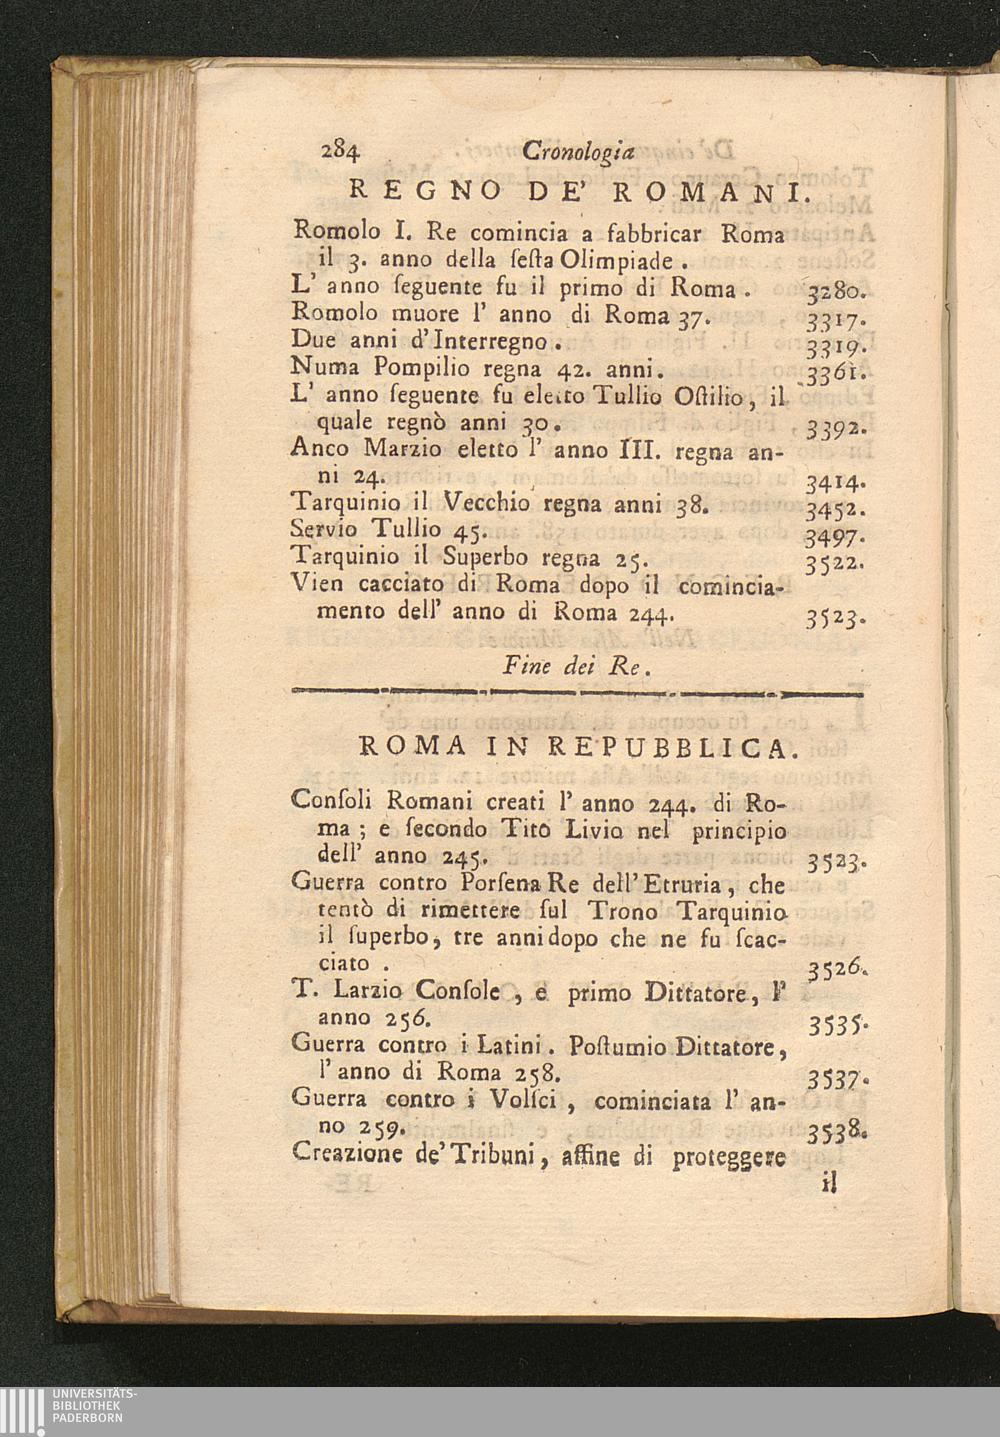 284 Cronologia
REGNO DE' ROMANI.
Romolo I. Re comincia a fabbricar Roma
il 3. anno della ſeſta Olimpiade .
L' anno ſeguente fu il primo di Roma . 3280.
Romolo muore l' anno di Roma 37. 3317.
Due anni d'Interregno . 3319.
Numa Pompilio regna 42. anni. 3361.
L' anno ſeguente fu eletto Tullio Oſtilio, il
quale regnò anni 30. 3392.
Anco Marzio eletto l' anno III. regna an-
ni 24. 3414.
Tarquinio il Vecchio regna anni 38. 3452.
Servio Tullio 45. 3497.
Tarquinio il Superbo regna 25. 3522.
Vien cacciato di Roma dopo il comincia-
mento dell' anno di Roma 244. 3523.
Fine dei Re.
ROMA IN REPUBBLICA.
Conſoli Romani creati l' anno 244. di Ro-
ma ; e ſecondo Tito Livio nel principio
dell' anno 245. 3523.
Guerra contro Porſena Re dell' Etruria, che
tentò di rimettere ſul Trono Tarquinio
il ſuperbo, tre anni dopo che ne fu ſcac-
ciato . 3526.
T. Larzio Conſole , e primo Dittatore, l'
anno 256. 3535.
Guerra contro i Latini. Poſtumio Dittatore,
l' anno di Roma 258. 3537.
Guerra contro i Volſci , cominciata l' an-
no 259. 3538.
Creazione de' Tribuni, affine di proteggere
il
UNIVERSITÄTS-
BIBLIOTHEK
PADERBORN